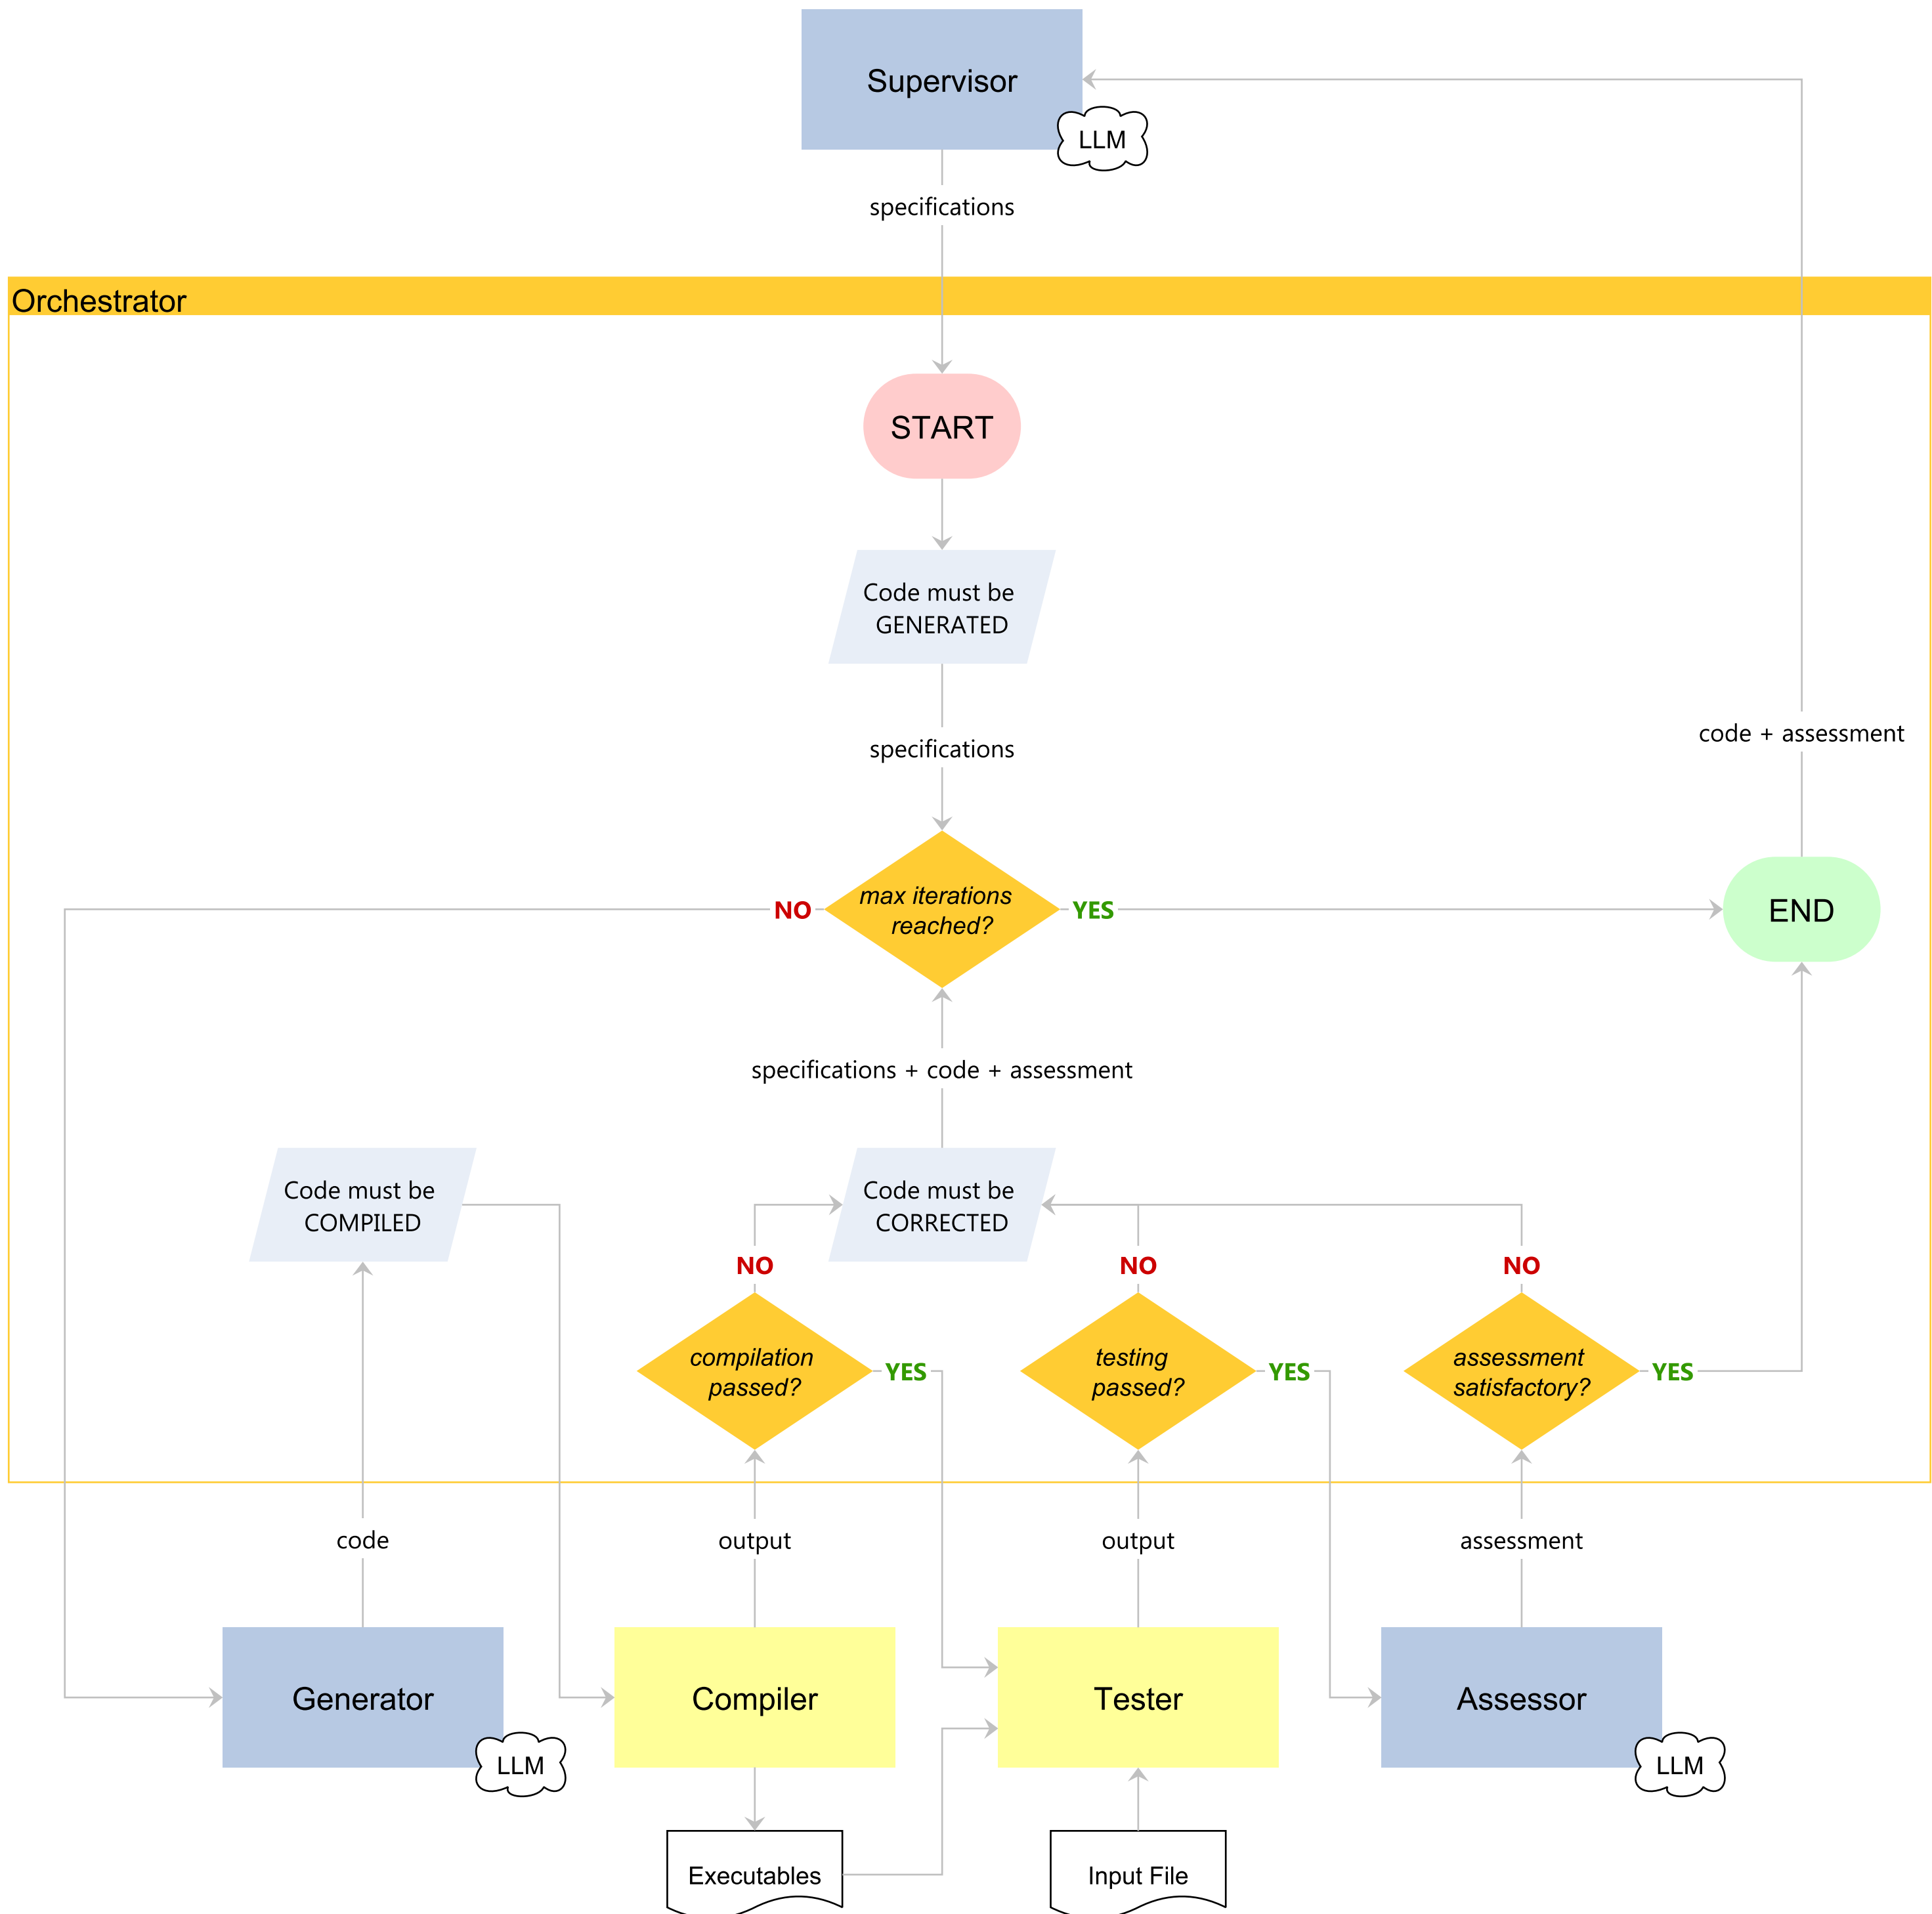 Supervisor
LLM
specifications
Orchestrator
START
Code must be
GENERATED
specifications
code + assessment
max iterations
reached?
NO
YES
END
specifications + code + assessment
Code must be
COMPILED
Code must be
CORRECTED
NO
NO
NO
compilation
passed?
YES
testing
passed?
YES
assessment
satisfactory?
YES
code
output
output
assessment
Generator
LLM
Compiler
Tester
Assessor
LLM
Executables
Input File